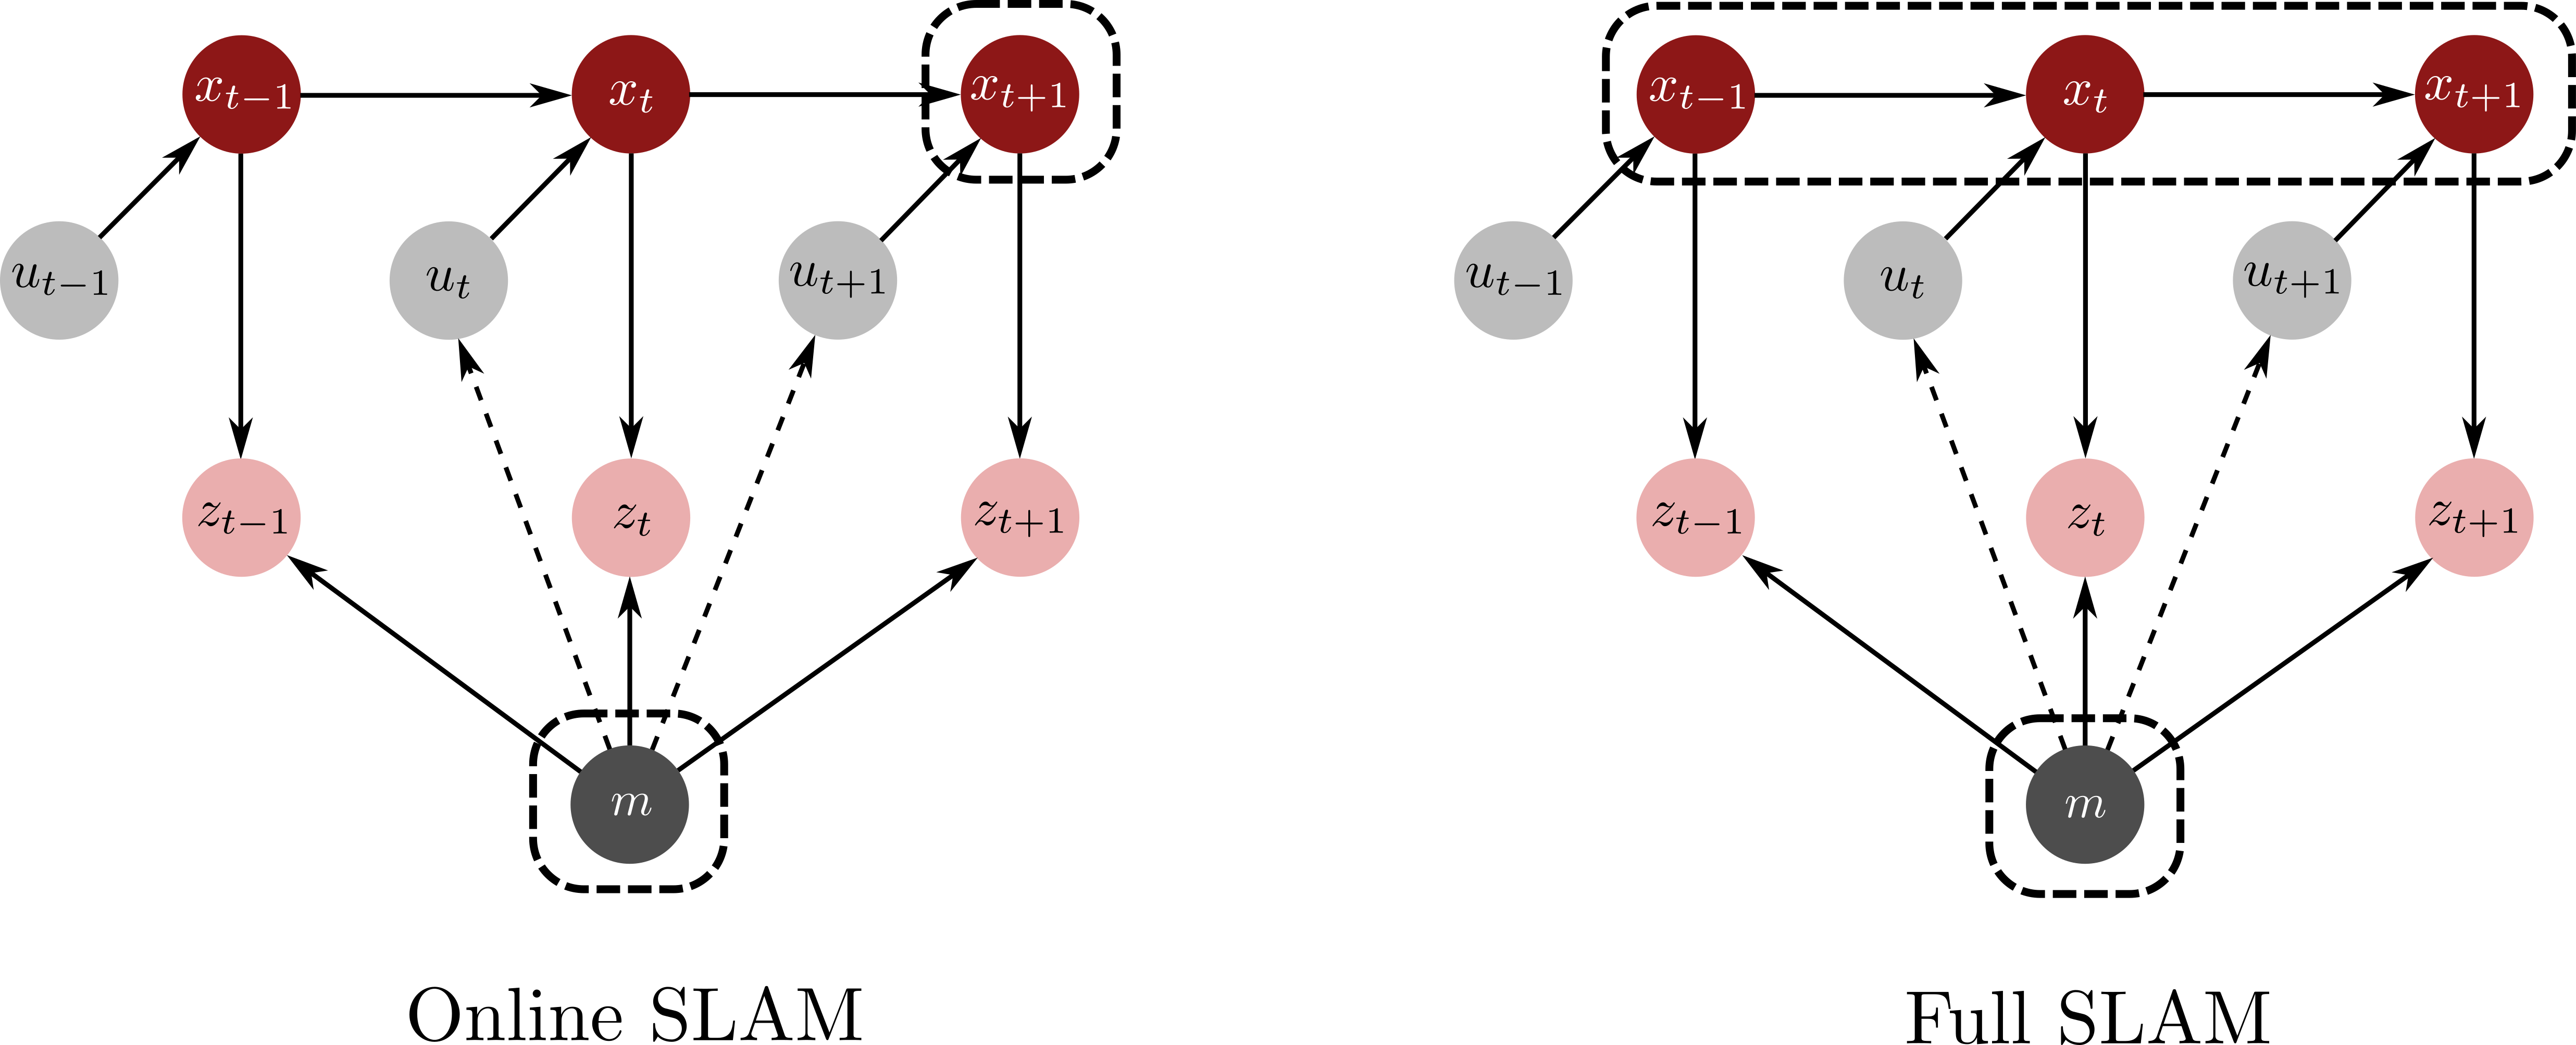 x_{t-1} x_t x_{t+1} x_{t-1} x_t x_{t+1}
u_{t-1} u_t u_{t+1} u_{t-1} u_t u_{t+1}
z_{t-1} z_t z_{t+1} z_{t-1} z_t z_{t+1}
m m
Online SLAM Full SLAM